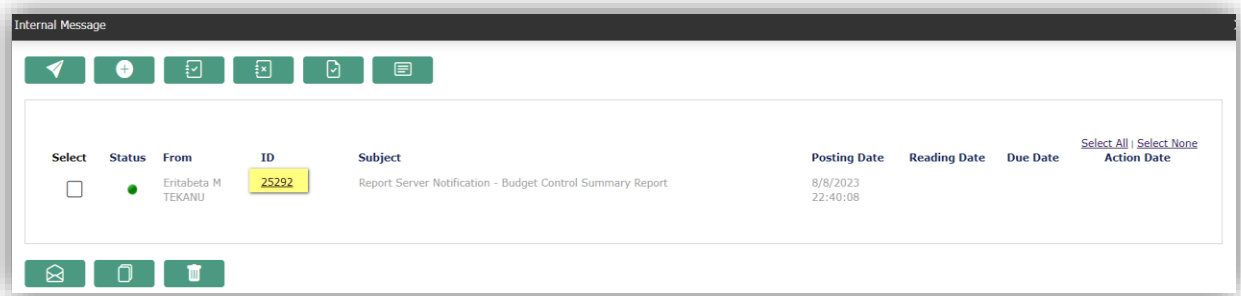 Internal Message
Select All | Select None
Select Status From ID Subject Posting Date Reading Date Due Date Action Date
Eritabeta M 25292 Report Server Notification - Budget Control Summary Report 8/8/2023
TEKANU 22:40:08